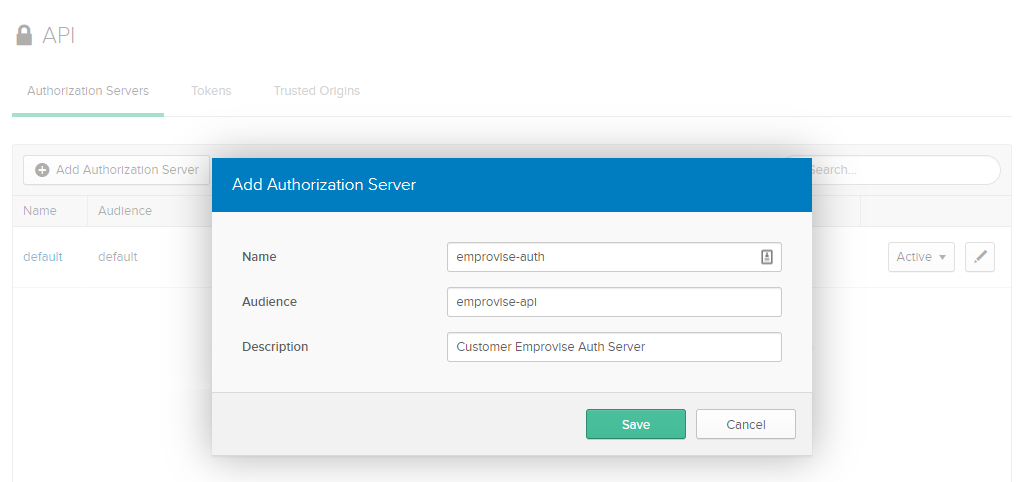 API
Authorization Servers Tokens Trusted Origins
Add Authorization Server
Search...
Name Audience
default default
Active
Add Authorization Server
Name emprovise-auth
Audience emprovise-api
Description Customer Emprovise Auth Server
Save Cancel